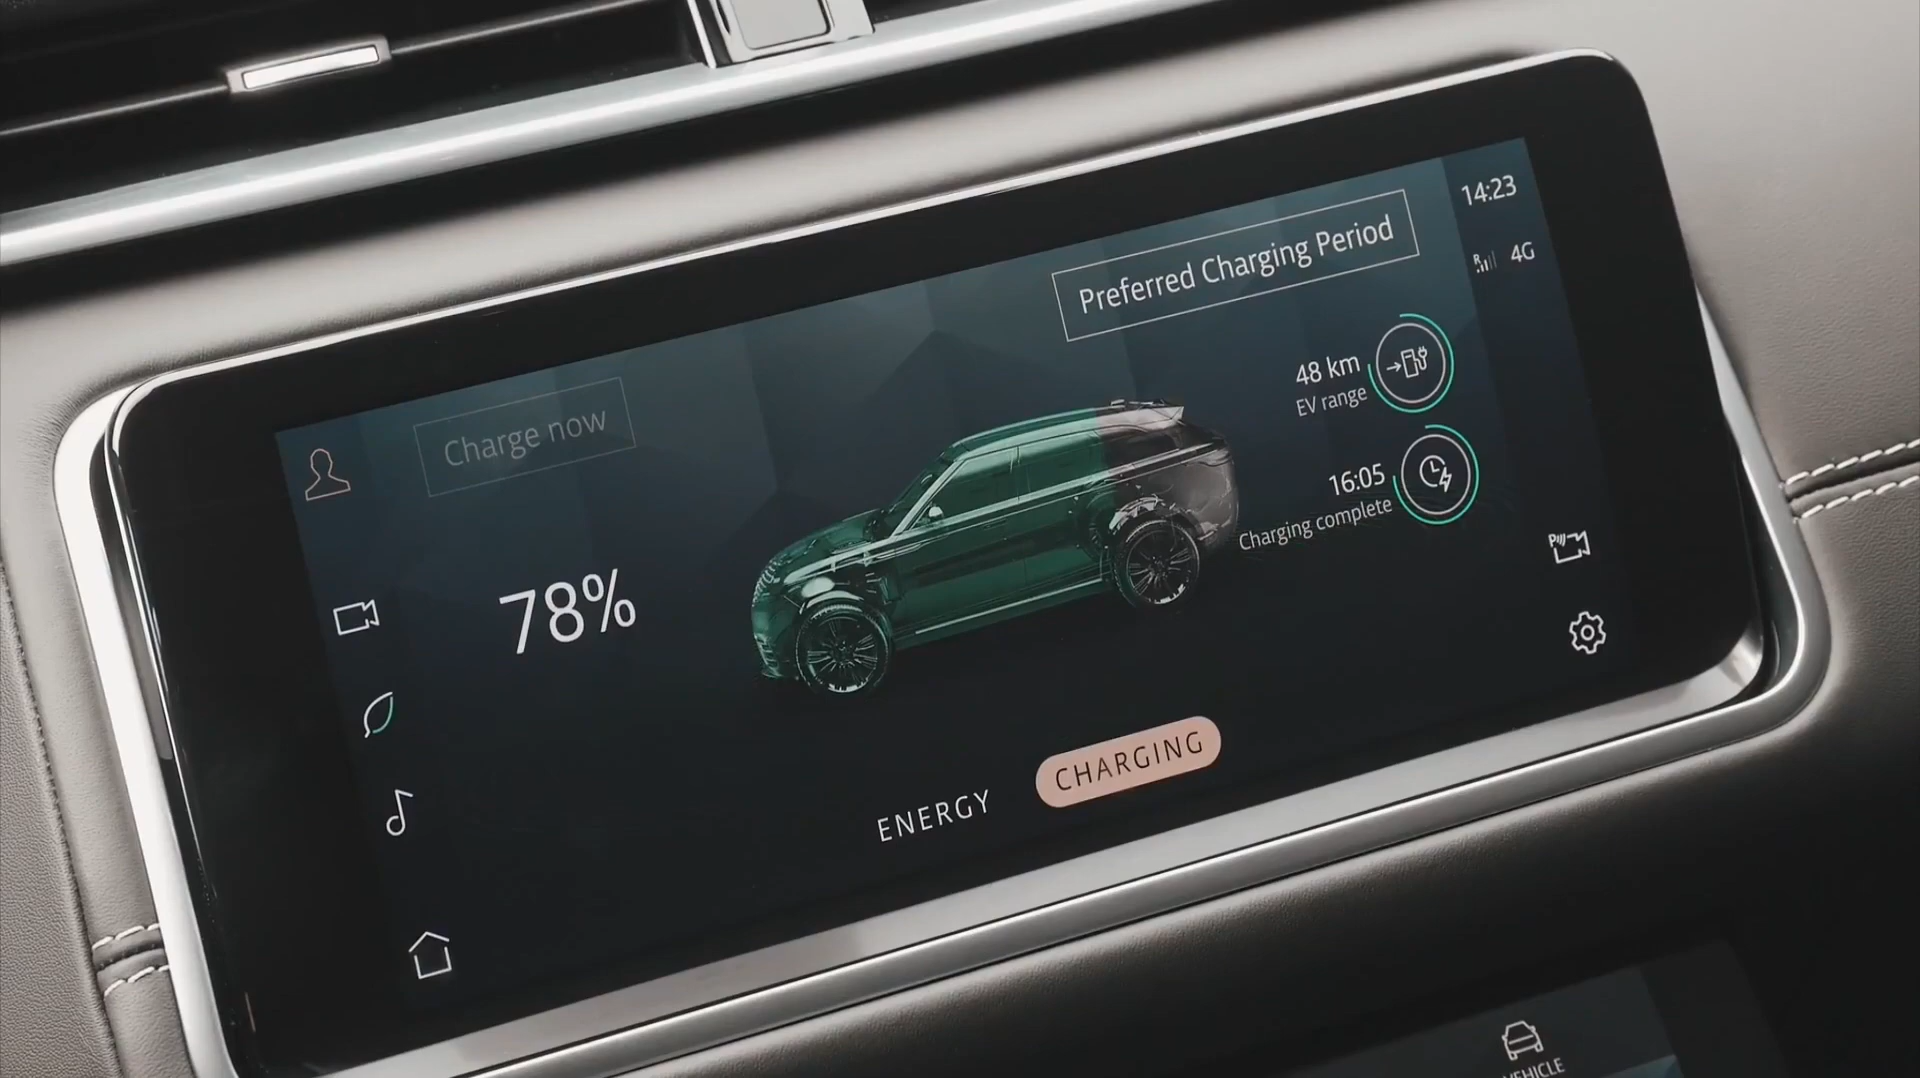 14:23
4G
Preferred Charging Period
Charge now
48 km
EV range
16:05
Charging complete
78%
ENERGY
CHARGING
VEHICLE